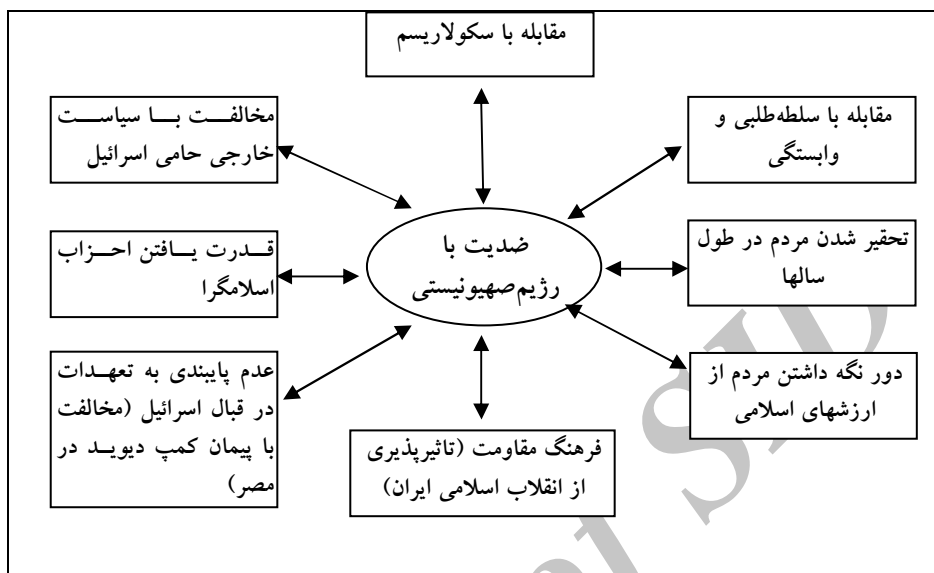 مقابله با سکولاریسم
مقابله با سلطه‌طلبی و
وابستگی
مخالفت با سیاست
خارجی حامی اسرائیل
ضدیت با
رژیم‌صهیونیستی
تحقیر شدن مردم در طول
سالها
قدرت یافتن احزاب
اسلامگرا
دور نگه داشتن مردم از
ارزشهای اسلامی
عدم پایبندی به تعهدات
در قبال اسرائیل (مخالفت
با پیمان کمپ دیوید در
مصر)
فرهنگ مقاومت (تاثیرپذیری
از انقلاب اسلامی ایران)
of SID